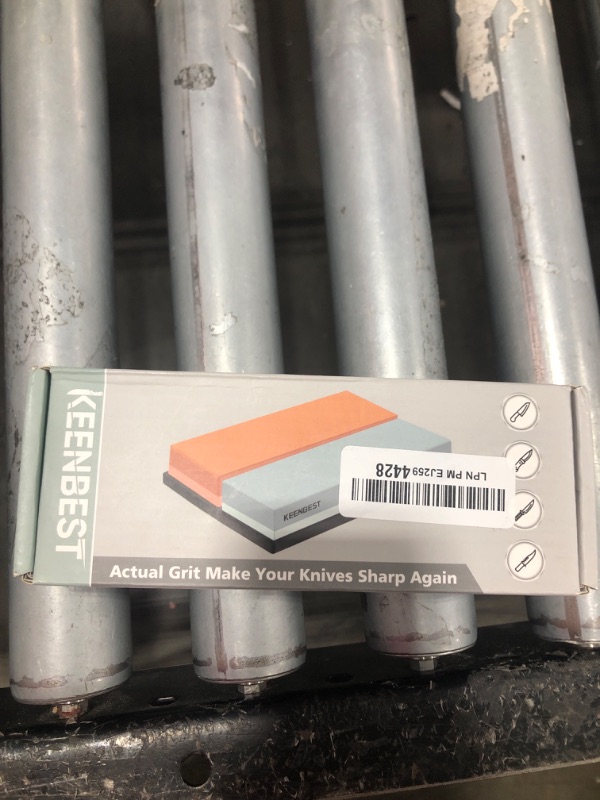 KEENBEST
KEENBEST
LPN PM EJ259 4428
Actual Grit Make Your Knives Sharp Again